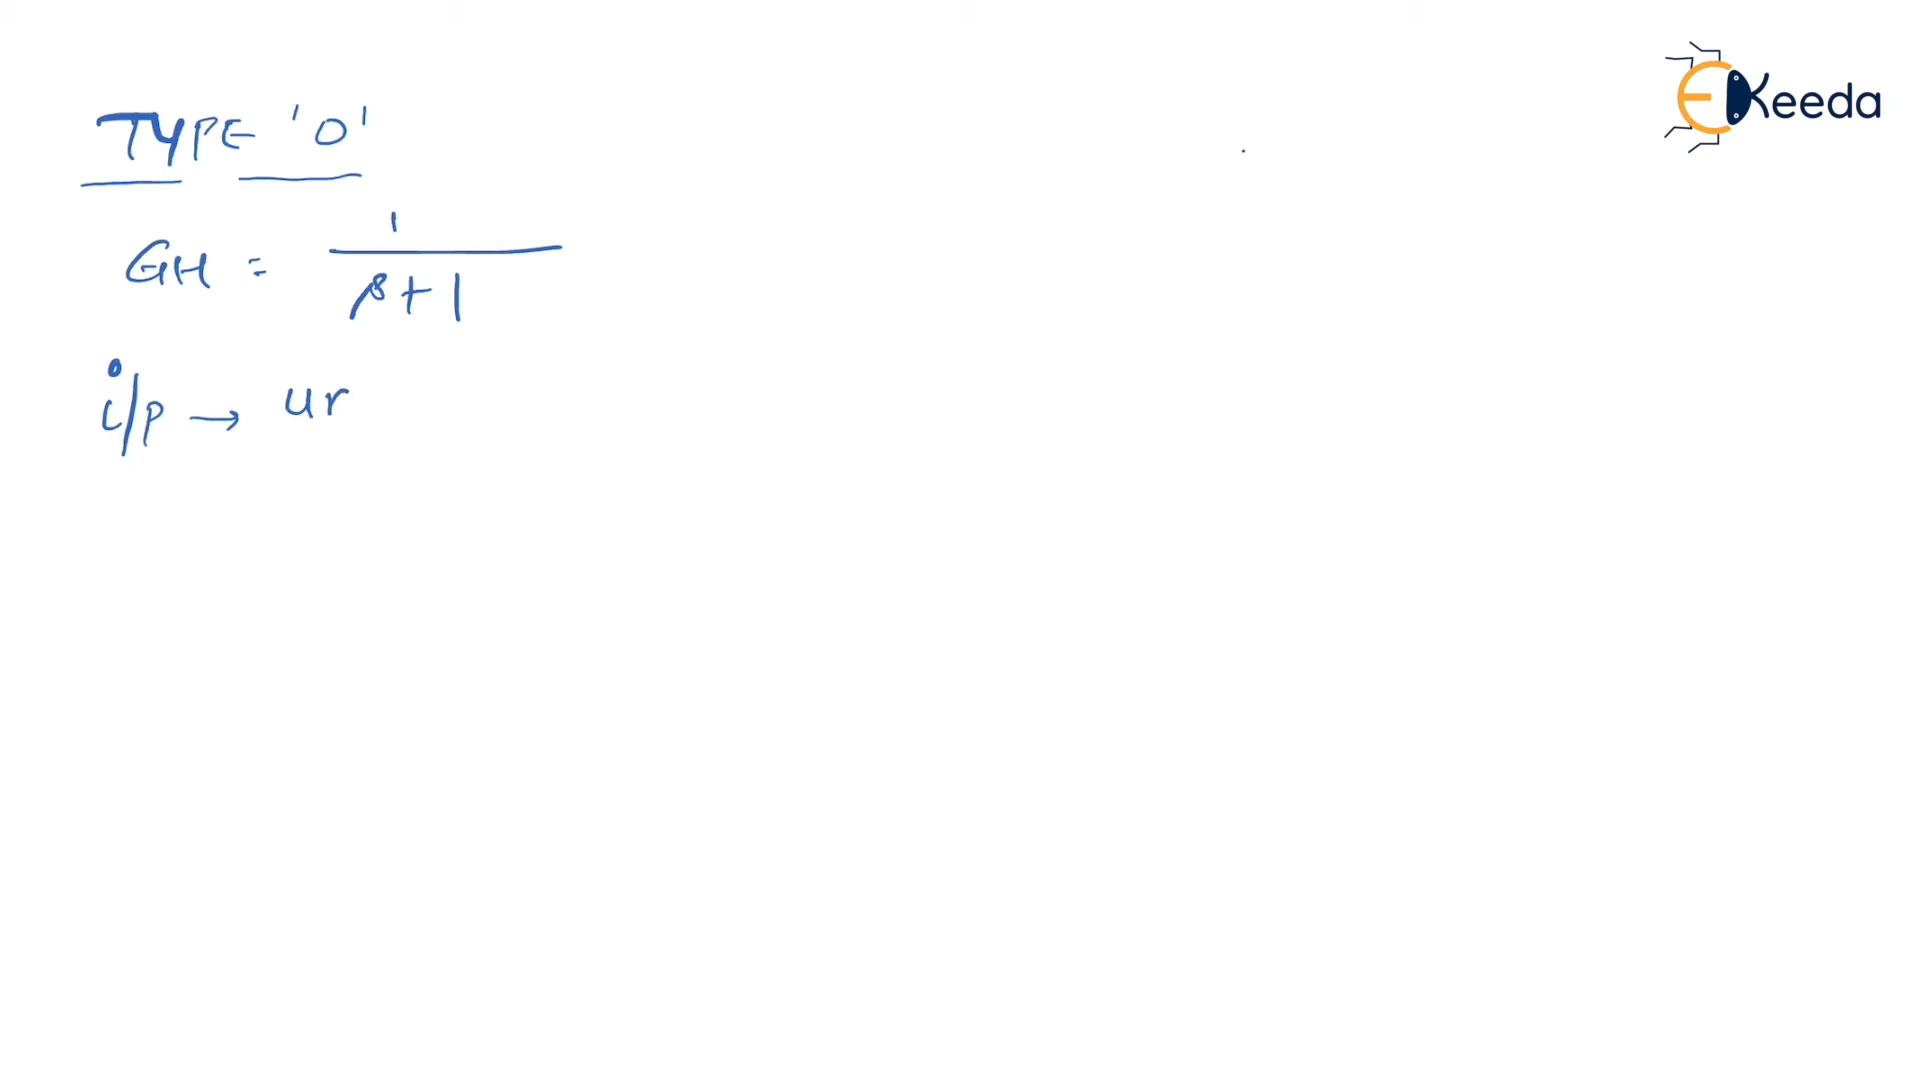 TYPE '0'
GH = 1 / s+1
i/p → ur
EKeeda